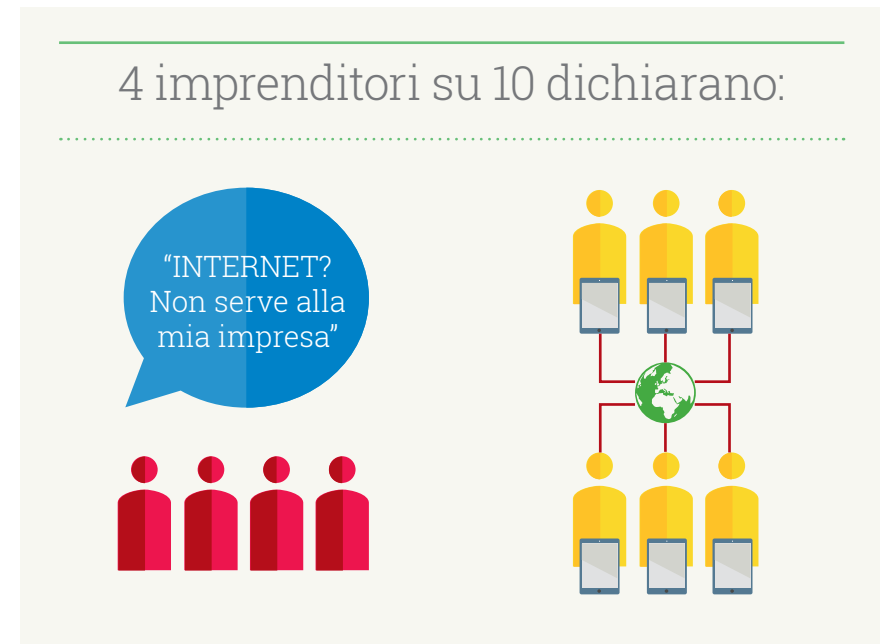 4 imprenditori su 10 dichiarano:
“INTERNET?
Non serve alla
mia impresa”